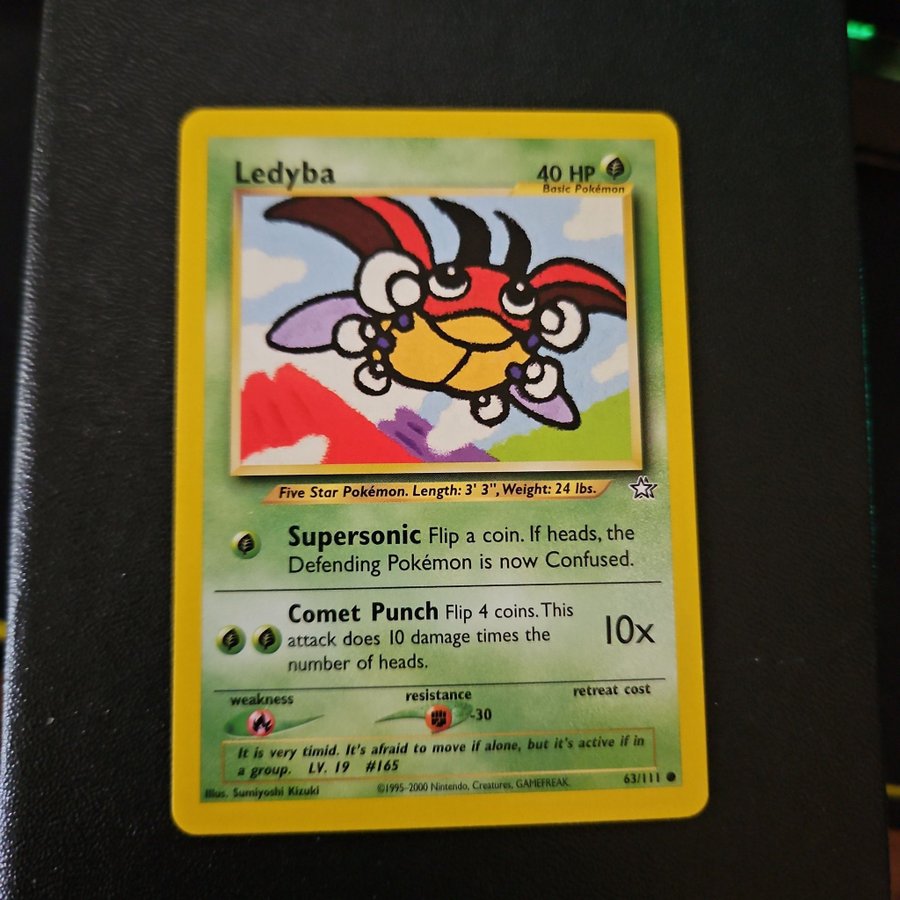 Ledyba
40 HP
Basic Pokémon
Five Star Pokémon. Length: 3' 3", Weight: 24 lbs.
Supersonic Flip a coin. If heads, the
Defending Pokémon is now Confused.
Comet Punch Flip 4 coins. This
attack does 10 damage times the
number of heads.
10x
weakness
resistance
retreat cost
-30
It is very timid. It's afraid to move if alone, but it's active if in
a group. LV. 19 #165
Illus. Sumiyoshi Kizuki
©1995-2000 Nintendo, Creatures, GAMEFREAK.
63/111